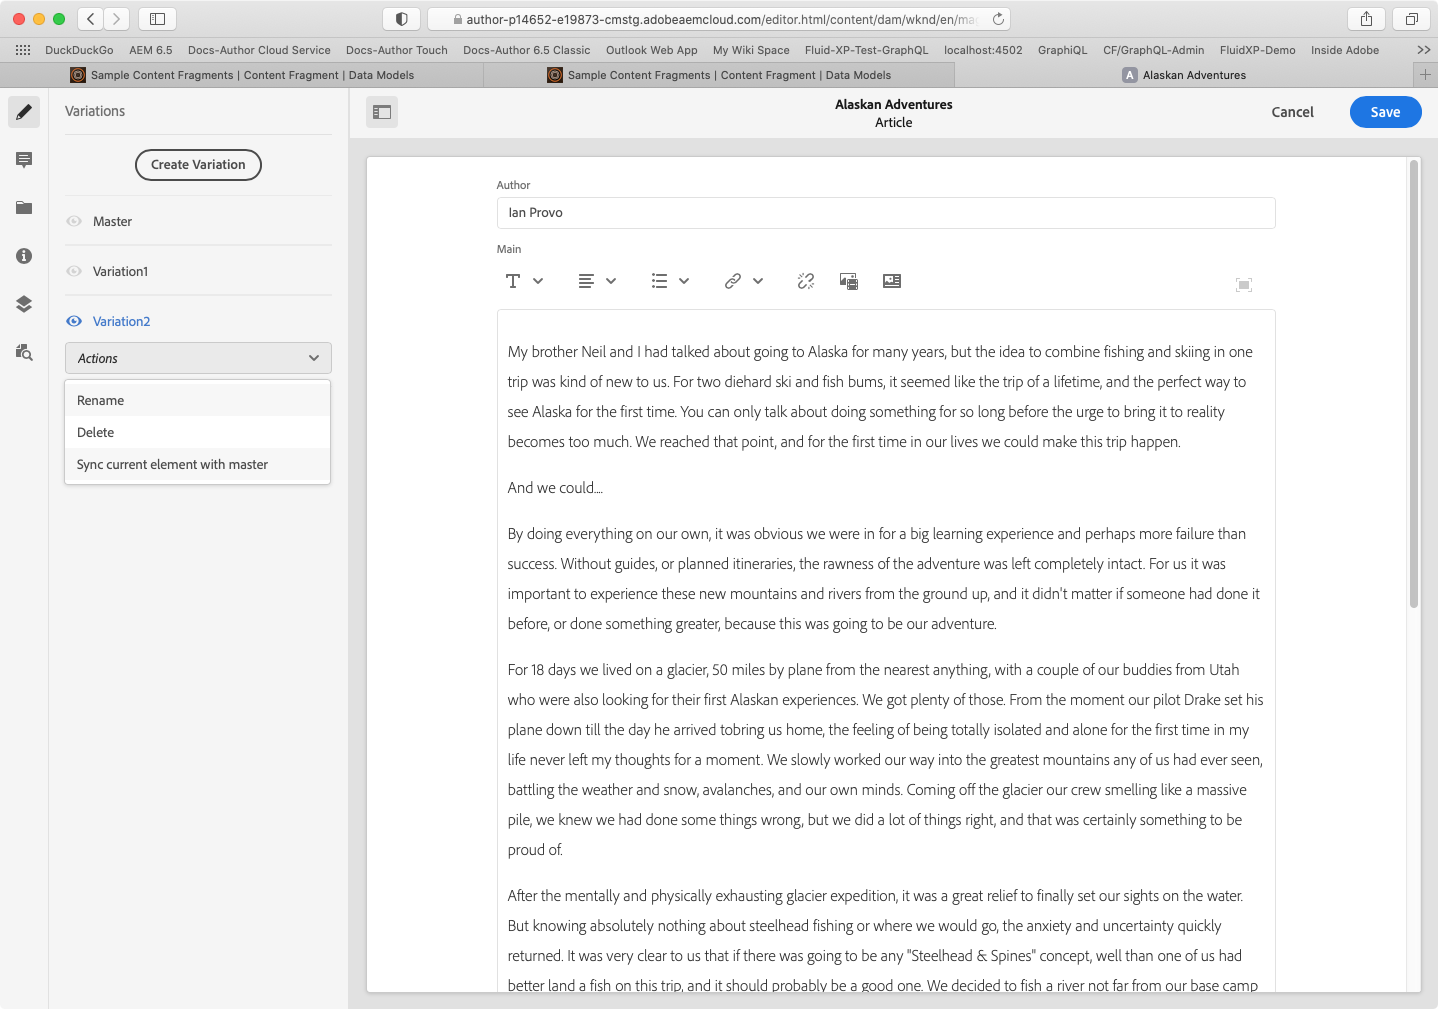 author-p14652-e19873-cmstg.adobeaemcloud.com/editor.html/content/dam/wknd/en/ma
DuckDuckGo AEM 6.5 Docs-Author Cloud Service Docs-Author Touch Docs-Author 6.5 Classic Outlook Web App My Wiki Space Fluid-XP-Test-GraphQL localhost:4502 GraphiQL CF/GraphQL-Admin FluidXP-Demo Inside Adobe
Sample Content Fragments | Content Fragment | Data Models
Sample Content Fragments | Content Fragment | Data Models
A Alaskan Adventures
Variations
Create Variation
Master
Variation1
Variation2
Actions
Rename
Delete
Sync current element with master
Alaskan Adventures
Article
Cancel
Save
Author
Ian Provo
Main
My brother Neil and I had talked about going to Alaska for many years, but the idea to combine fishing and skiing in one
trip was kind of new to us. For two diehard ski and fish bums, it seemed like the trip of a lifetime, and the perfect way to
see Alaska for the first time. You can only talk about doing something for so long before the urge to bring it to reality
becomes too much. We reached that point, and for the first time in our lives we could make this trip happen.
And we could....
By doing everything on our own, it was obvious we were in for a big learning experience and perhaps more failure than
success. Without guides, or planned itineraries, the rawness of the adventure was left completely intact. For us it was
important to experience these new mountains and rivers from the ground up, and it didn't matter if someone had done it
before, or done something greater, because this was going to be our adventure.
For 18 days we lived on a glacier, 50 miles by plane from the nearest anything, with a couple of our buddies from Utah
who were also looking for their first Alaskan experiences. We got plenty of those. From the moment our pilot Drake set his
plane down till the day he arrived tobring us home, the feeling of being totally isolated and alone for the first time in my
life never left my thoughts for a moment. We slowly worked our way into the greatest mountains any of us had ever seen,
battling the weather and snow, avalanches, and our own minds. Coming off the glacier our crew smelling like a massive
pile, we knew we had done some things wrong, but we did a lot of things right, and that was certainly something to be
proud of.
After the mentally and physically exhausting glacier expedition, it was a great relief to finally set our sights on the water.
But knowing absolutely nothing about steelhead fishing or where we would go, the anxiety and uncertainty quickly
returned. It was very clear to us that if there was going to be any "Steelhead & Spines" concept, well than one of us had
better land a fish on this trip, and it should probably be a good one. We decided to fish a river not far from our base camp